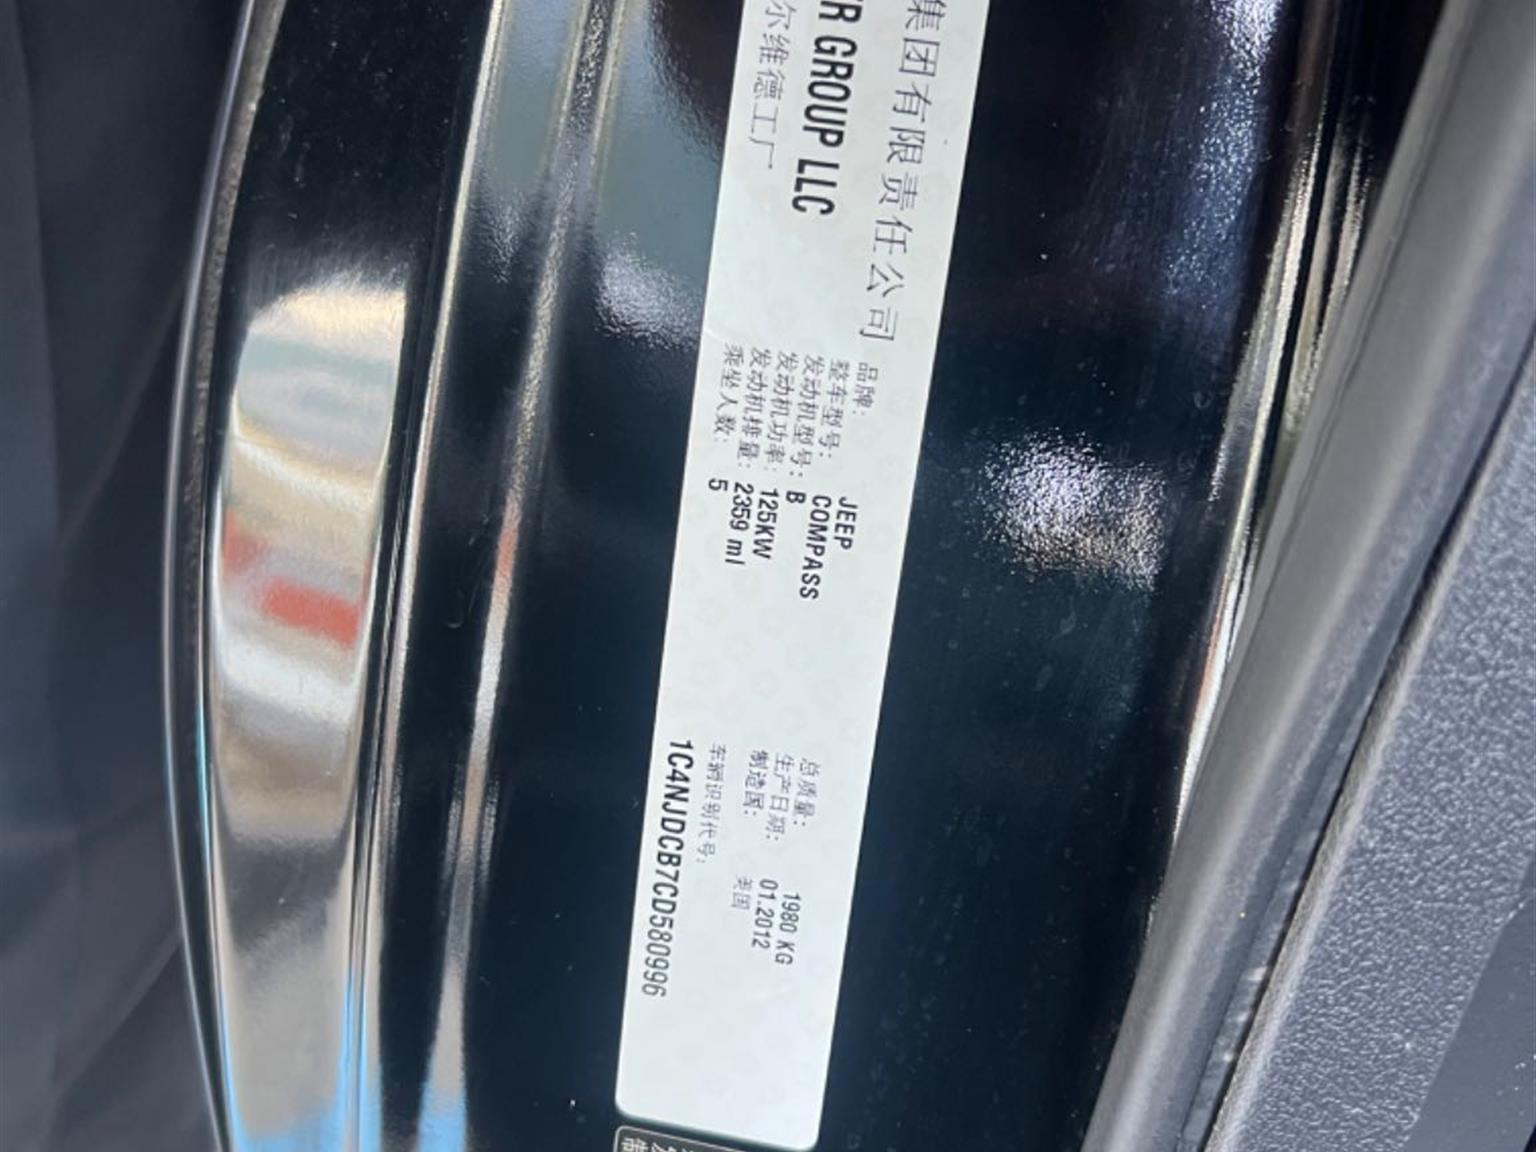 集团有限责任公司
R GROUP LLC
尔维德工厂
品牌: JEEP
整车型号: COMPASS
发动机型号: B
发动机功率: 125KW
发动机排量: 2359 ml
乘坐人数: 5
总质量: 1980 KG
生产日期: 01.2012
制造国: 美国
车辆识别代号:
1C4NJDCB7CD580996